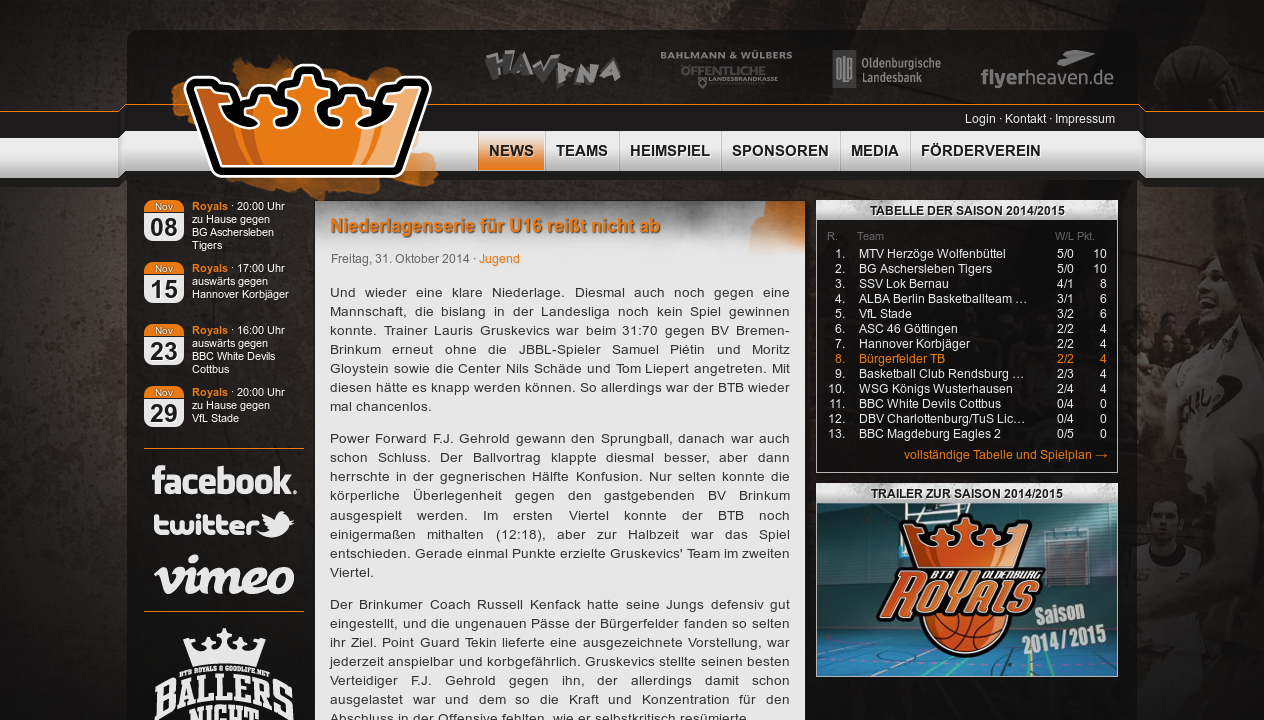 HAVENA
BAHLMANN & WÜLBERS
ÖFFENTLICHE
LANDESBRANDKASSE
Oldenburgische
Landesbank
flyerheaven.de
Login · Kontakt · Impressum
NEWS
TEAMS
HEIMSPIEL
SPONSOREN
MEDIA
FÖRDERVEREIN
Nov
08
Royals · 20:00 Uhr
zu Hause gegen
BG Aschersleben
Tigers
Nov
15
Royals · 17:00 Uhr
auswärts gegen
Hannover Korbjäger
Nov
23
Royals · 16:00 Uhr
auswärts gegen
BBC White Devils
Cottbus
Nov
29
Royals · 20:00 Uhr
zu Hause gegen
VfL Stade
facebook.
twitter
vimeo
BTB ROYALS & GOODLIFE.NET
BALLERS
NIGHT
Niederlagenserie für U16 reißt nicht ab
Freitag, 31. Oktober 2014 · Jugend
Und wieder eine klare Niederlage. Diesmal auch noch gegen eine
Mannschaft, die bislang in der Landesliga noch kein Spiel gewinnen
konnte. Trainer Lauris Gruskevics war beim 31:70 gegen BV Bremen-
Brinkum erneut ohne die JBBL-Spieler Samuel Piétin und Moritz
Gloystein sowie die Center Nils Schäde und Tom Liepert angetreten. Mit
diesen hätte es knapp werden können. So allerdings war der BTB wieder
mal chancenlos.
Power Forward F.J. Gehrold gewann den Sprungball, danach war auch
schon Schluss. Der Ballvortrag klappte diesmal besser, aber dann
herrschte in der gegnerischen Hälfte Konfusion. Nur selten konnte die
körperliche Überlegenheit gegen den gastgebenden BV Brinkum
ausgespielt werden. Im ersten Viertel konnte der BTB noch
einigermaßen mithalten (12:18), aber zur Halbzeit war das Spiel
entschieden. Gerade einmal Punkte erzielte Gruskevics' Team im zweiten
Viertel.
Der Brinkumer Coach Russell Kenfack hatte seine Jungs defensiv gut
eingestellt, und die ungenauen Pässe der Bürgerfelder fanden so selten
ihr Ziel. Point Guard Tekin lieferte eine ausgezeichnete Vorstellung, war
jederzeit anspielbar und korbgefährlich. Gruskevics stellte seinen besten
Verteidiger F.J. Gehrold gegen ihn, der allerdings damit schon
ausgelastet war und dem so die Kraft und Konzentration für den
Abschluss in der Offensive fehlten, wie er selbstkritisch resümierte.
TABELLE DER SAISON 2014/2015
R. Team W/L Pkt.
1. MTV Herzöge Wolfenbüttel 5/0 10
2. BG Aschersleben Tigers 5/0 10
3. SSV Lok Bernau 4/1 8
4. ALBA Berlin Basketballteam … 3/1 6
5. VfL Stade 3/2 6
6. ASC 46 Göttingen 2/2 4
7. Hannover Korbjäger 2/2 4
8. Bürgerfelder TB 2/2 4
9. Basketball Club Rendsburg … 2/3 4
10. WSG Königs Wusterhausen 2/4 4
11. BBC White Devils Cottbus 0/4 0
12. DBV Charlottenburg/TuS Lic… 0/4 0
13. BBC Magdeburg Eagles 2 0/5 0
vollständige Tabelle und Spielplan →
TRAILER ZUR SAISON 2014/2015
BTB OLDENBURG
ROYALS
Saison
2014/2015